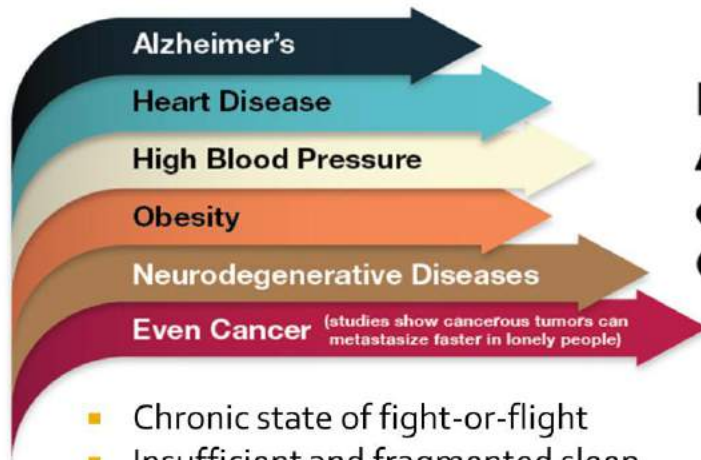 Alzheimer's
Heart Disease
High Blood Pressure
Obesity
Neurodegenerative Diseases
Even Cancer (studies show cancerous tumors can
metastasize faster in lonely people)
▪ Chronic state of fight-or-flight
▪ Insufficient and fragmented sleep